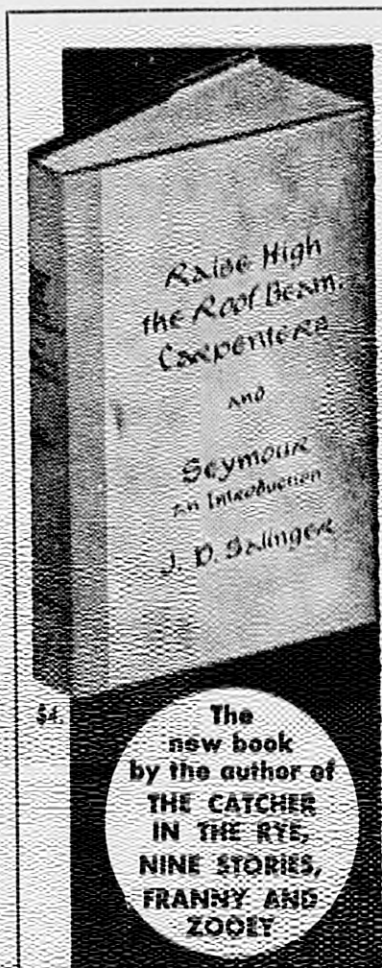 Raise High
the Roof Beam,
Carpenters
and
Seymour
an Introduction
J. D. Salinger
$4.
The
new book
by the author of
THE CATCHER
IN THE RYE,
NINE STORIES,
FRANNY AND
ZOOEY